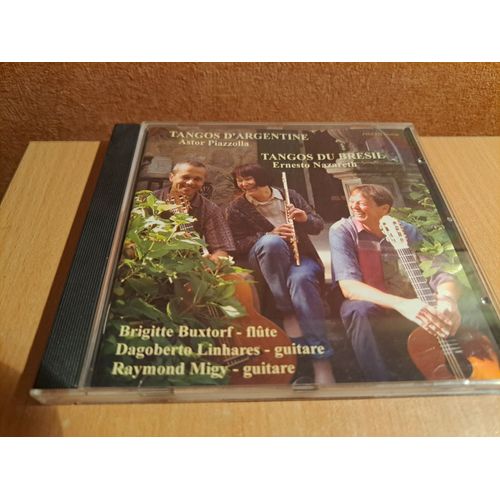 TANGOS D'ARGENTINE
Astor Piazzolla
TANGOS DU BRESIL
Ernesto Nazareth
Brigitte Buxtorf - flûte
Dagoberto Linhares - guitare
Raymond Migy - guitare